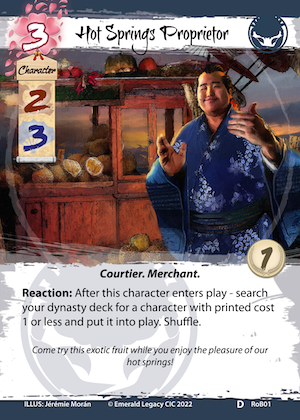 3
Hot Springs Proprietor
Character
2
3
1
Courtier. Merchant.
Reaction: After this character enters play - search
your dynasty deck for a character with printed cost
1 or less and put it into play. Shuffle.
Come try this exotic fruit while you enjoy the pleasure of our
hot springs!
ILLUS: Jérémie Morán © Emerald Legacy CIC 2022 D RoB01